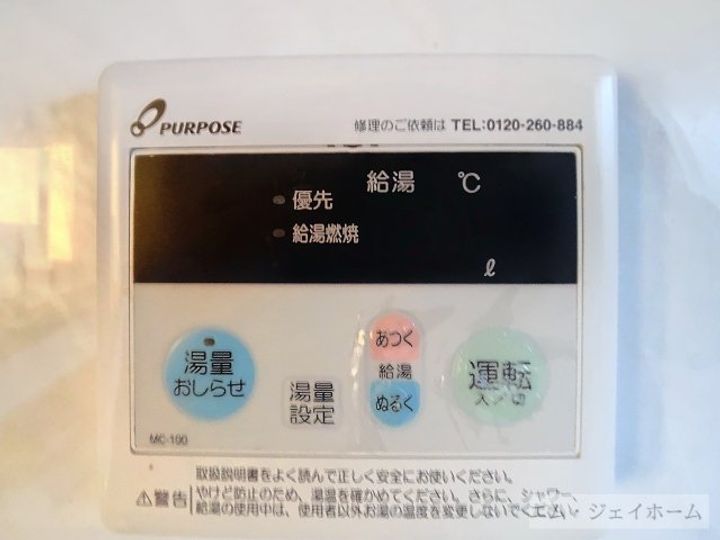 PURPOSE
修理のご依頼は TEL:0120-260-884
給湯 ℃
優先
給湯燃焼
ℓ
湯量
おしらせ
湯量
設定
あつく
給湯
ぬるく
運転
入/切
MC-100
取扱説明書をよく読んで正しく安全にお使いください。
⚠警告 やけど防止のため、湯温を確かめてください。さらに、シャワー、
給湯の使用中は、使用者以外お湯の温度を変更しないでください。
エム・ジェイホーム